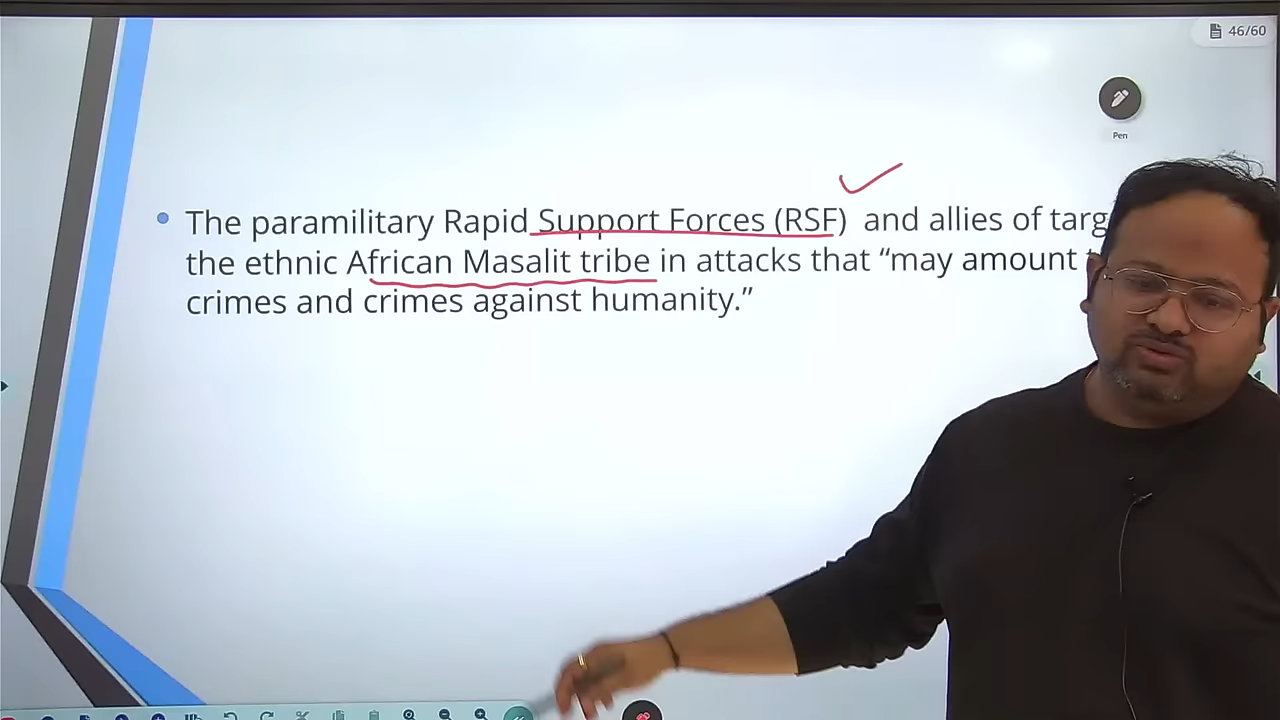 46/60
Pen
The paramilitary Rapid Support Forces (RSF) and allies of targ
the ethnic African Masalit tribe in attacks that “may amount
crimes and crimes against humanity.”